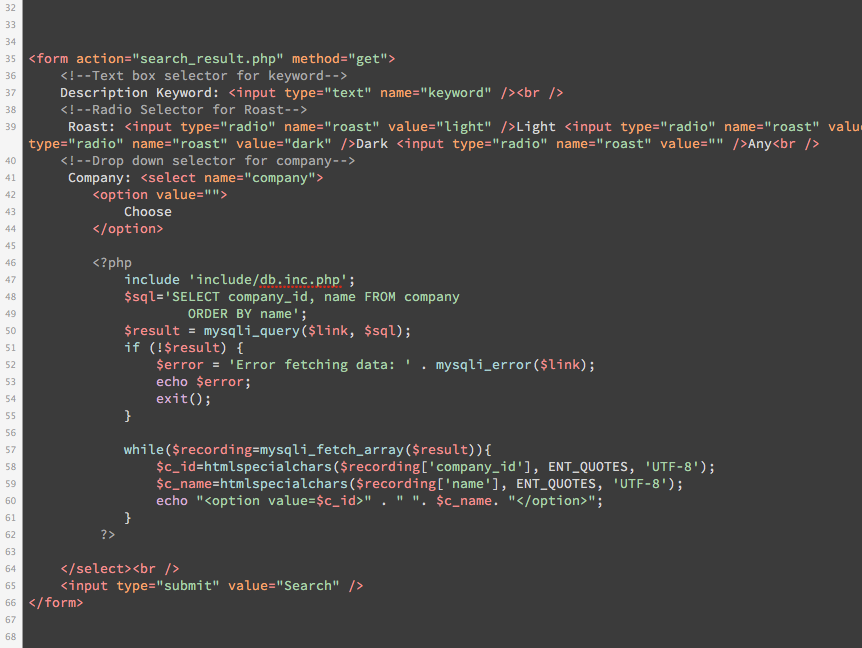 32
33
34
35 <form action="search_result.php" method="get">
36     <!--Text box selector for keyword-->
37     Description Keyword: <input type="text" name="keyword" /><br />
38     <!--Radio Selector for Roast-->
39      Roast: <input type="radio" name="roast" value="light" />Light <input type="radio" name="roast" valu
type="radio" name="roast" value="dark" />Dark <input type="radio" name="roast" value="" />Any<br />
40     <!--Drop down selector for company-->
41      Company: <select name="company">
42         <option value="">
43             Choose
44         </option>
45
46         <?php
47             include 'include/db.inc.php';
48             $sql='SELECT company_id, name FROM company
49                     ORDER BY name';
50             $result = mysqli_query($link, $sql);
51             if (!$result) {
52                 $error = 'Error fetching data: ' . mysqli_error($link);
53                 echo $error;
54                 exit();
55             }
56
57             while($recording=mysqli_fetch_array($result)){
58                 $c_id=htmlspecialchars($recording['company_id'], ENT_QUOTES, 'UTF-8');
59                 $c_name=htmlspecialchars($recording['name'], ENT_QUOTES, 'UTF-8');
60                 echo "<option value=$c_id>" . " ". $c_name. "</option>";
61             }
62          ?>
63
64     </select><br />
65     <input type="submit" value="Search" />
66 </form>
67
68